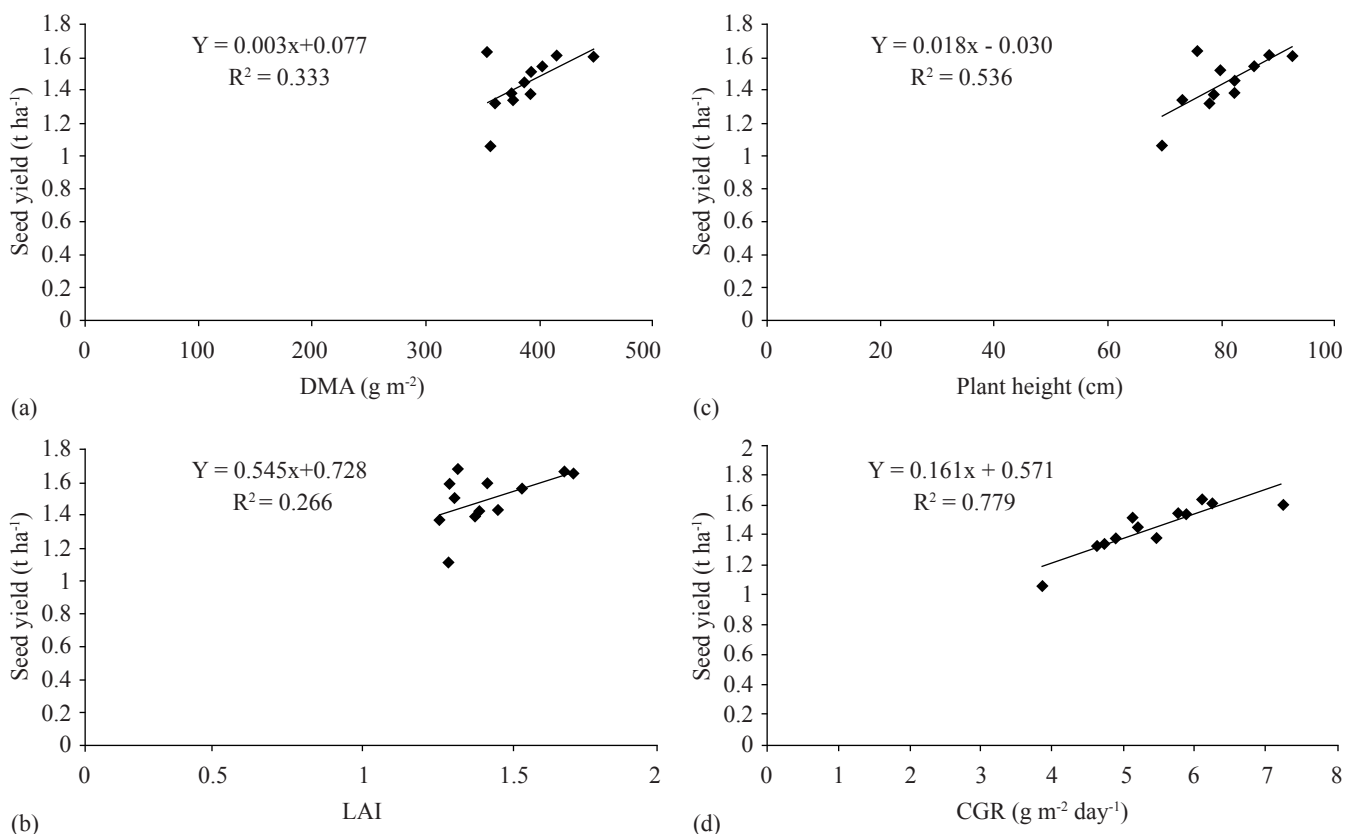 1.8
1.6
1.4
1.2
1
0.8
0.6
0.4
0.2
0
Seed yield (t ha⁻¹)
Y = 0.003x+0.077
R² = 0.333
0 100 200 300 400 500
DMA (g m⁻²)
(a)
1.8
1.6
1.4
1.2
1
0.8
0.6
0.4
0.2
0
Seed yield (t ha⁻¹)
Y = 0.018x - 0.030
R² = 0.536
0 20 40 60 80 100
Plant height (cm)
(c)
1.8
1.6
1.4
1.2
1
0.8
0.6
0.4
0.2
0
Seed yield (t ha⁻¹)
Y = 0.545x+0.728
R² = 0.266
0 0.5 1 1.5 2
LAI
(b)
2
1.8
1.6
1.4
1.2
1
0.8
0.6
0.4
0.2
0
Seed yield (t ha⁻¹)
Y = 0.161x + 0.571
R² = 0.779
0 1 2 3 4 5 6 7 8
CGR (g m⁻² day⁻¹)
(d)